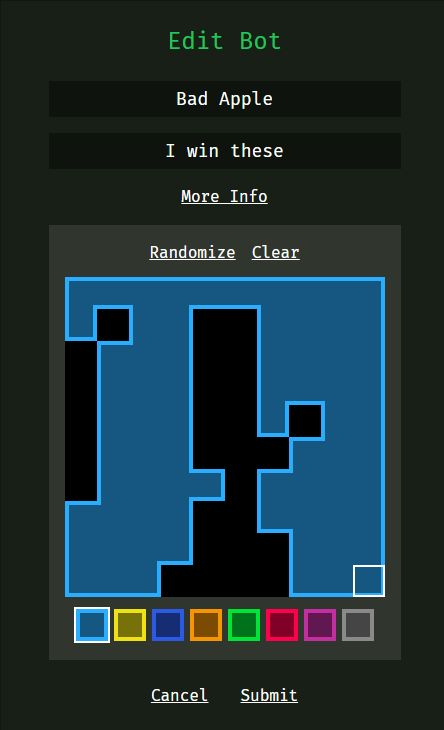 Edit Bot
Bad Apple
I win these
More Info
Randomize Clear
Cancel Submit